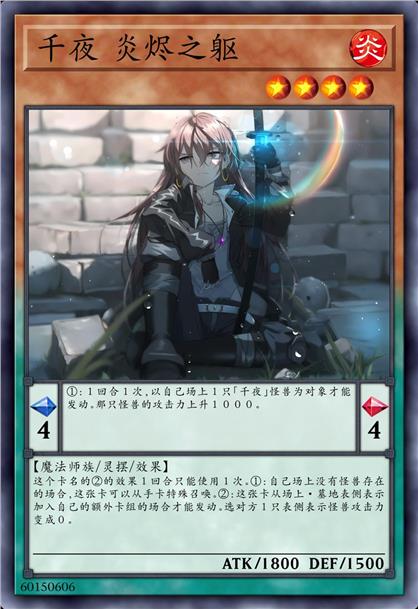 千夜 炎烬之躯
炎
①：1回合1次，以自己场上1只「千夜」怪兽为对象才能
发动。那只怪兽的攻击力上升1000。
4
4
【魔法师族/灵摆/效果】
这个卡名的②的效果1回合只能使用1次。①：自己场上没有怪兽存在
的场合，这张卡可以从手卡特殊召唤。②：这张卡从场上·墓地表侧表示
加入自己的额外卡组的场合才能发动。选对方1只表侧表示怪兽攻击力
变成0。
ATK/1800 DEF/1500
60150606